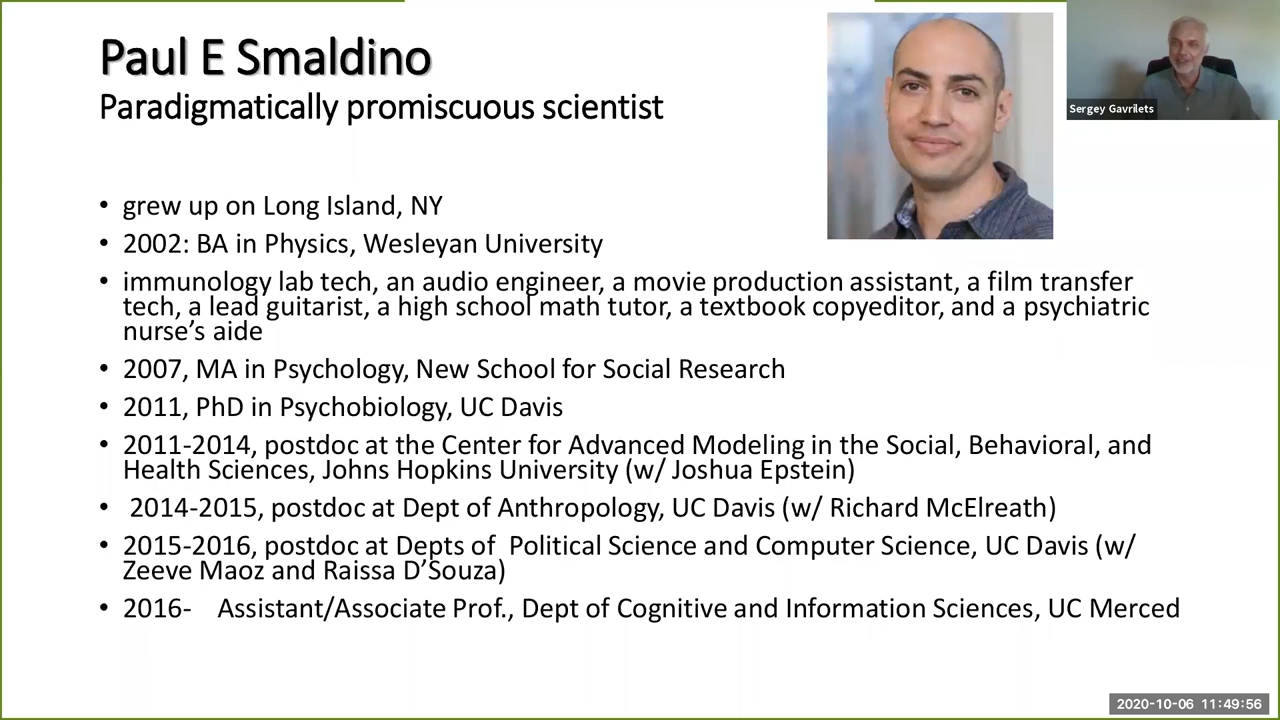 Paul E Smaldino
Paradigmatically promiscuous scientist
Sergey Gavrilets
• grew up on Long Island, NY
• 2002: BA in Physics, Wesleyan University
• immunology lab tech, an audio engineer, a movie production assistant, a film transfer
tech, a lead guitarist, a high school math tutor, a textbook copyeditor, and a psychiatric
nurse’s aide
• 2007, MA in Psychology, New School for Social Research
• 2011, PhD in Psychobiology, UC Davis
• 2011-2014, postdoc at the Center for Advanced Modeling in the Social, Behavioral, and
Health Sciences, Johns Hopkins University (w/ Joshua Epstein)
• 2014-2015, postdoc at Dept of Anthropology, UC Davis (w/ Richard McElreath)
• 2015-2016, postdoc at Depts of Political Science and Computer Science, UC Davis (w/
Zeeve Maoz and Raissa D’Souza)
• 2016- Assistant/Associate Prof., Dept of Cognitive and Information Sciences, UC Merced
2020-10-06 11:49:56